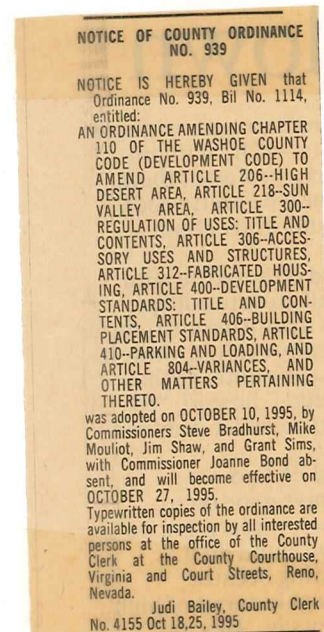 NOTICE OF COUNTY ORDINANCE
NO. 939
NOTICE IS HEREBY GIVEN that
Ordinance No. 939, Bil No. 1114,
entitled:
AN ORDINANCE AMENDING CHAPTER
110 OF THE WASHOE COUNTY
CODE (DEVELOPMENT CODE) TO
AMEND ARTICLE 206--HIGH
DESERT AREA, ARTICLE 218--SUN
VALLEY AREA, ARTICLE 300--
REGULATION OF USES: TITLE AND
CONTENTS, ARTICLE 306--ACCES-
SORY USES AND STRUCTURES,
ARTICLE 312--FABRICATED HOUS-
ING, ARTICLE 400--DEVELOPMENT
STANDARDS: TITLE AND CON-
TENTS, ARTICLE 406--BUILDING
PLACEMENT STANDARDS, ARTICLE
410--PARKING AND LOADING, AND
ARTICLE 804--VARIANCES, AND
OTHER MATTERS PERTAINING
THERETO.
was adopted on OCTOBER 10, 1995, by
Commissioners Steve Bradhurst, Mike
Mouliot, Jim Shaw, and Grant Sims,
with Commissioner Joanne Bond ab-
sent, and will become effective on
OCTOBER 27, 1995.
Typewritten copies of the ordinance are
available for inspection by all interested
persons at the office of the County
Clerk at the County Courthouse,
Virginia and Court Streets, Reno,
Nevada.
Judi Bailey, County Clerk
No. 4155 Oct 18,25, 1995